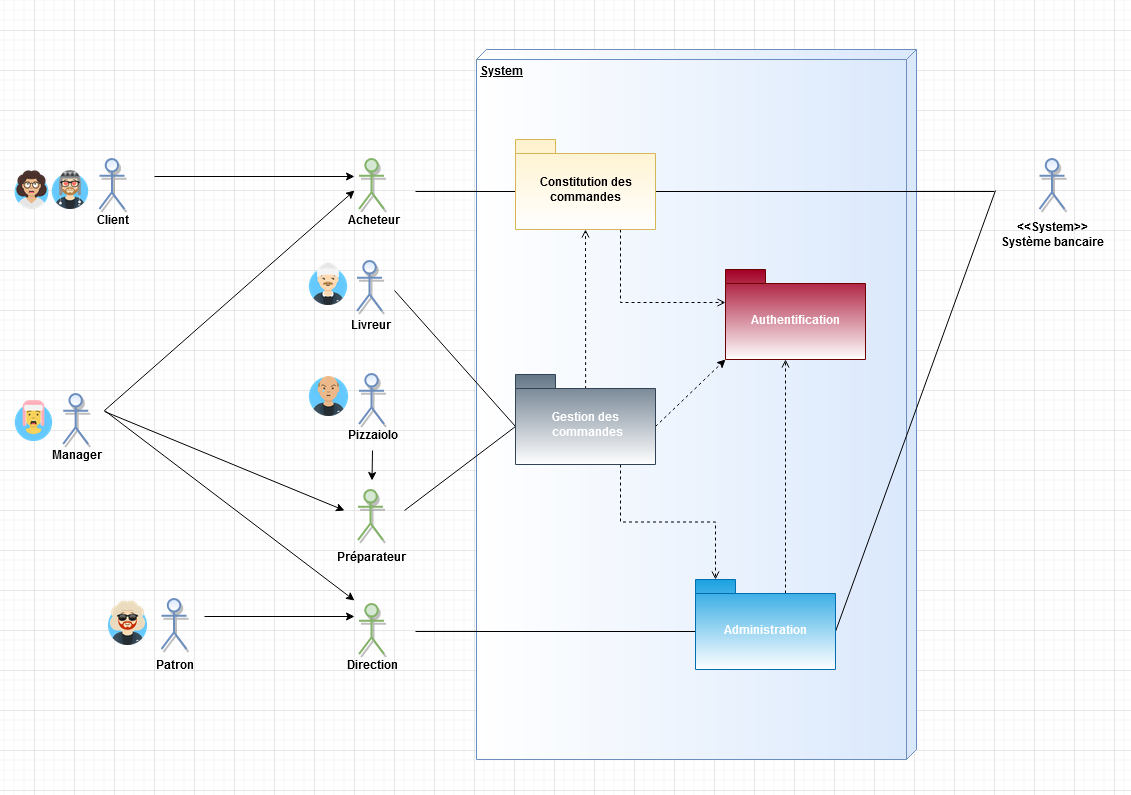 System
Constitution des
commandes
Client
Acheteur
<<System>>
Système bancaire
Livreur
Authentification
Gestion des
commandes
Pizzaiolo
Manager
Préparateur
Administration
Patron
Direction